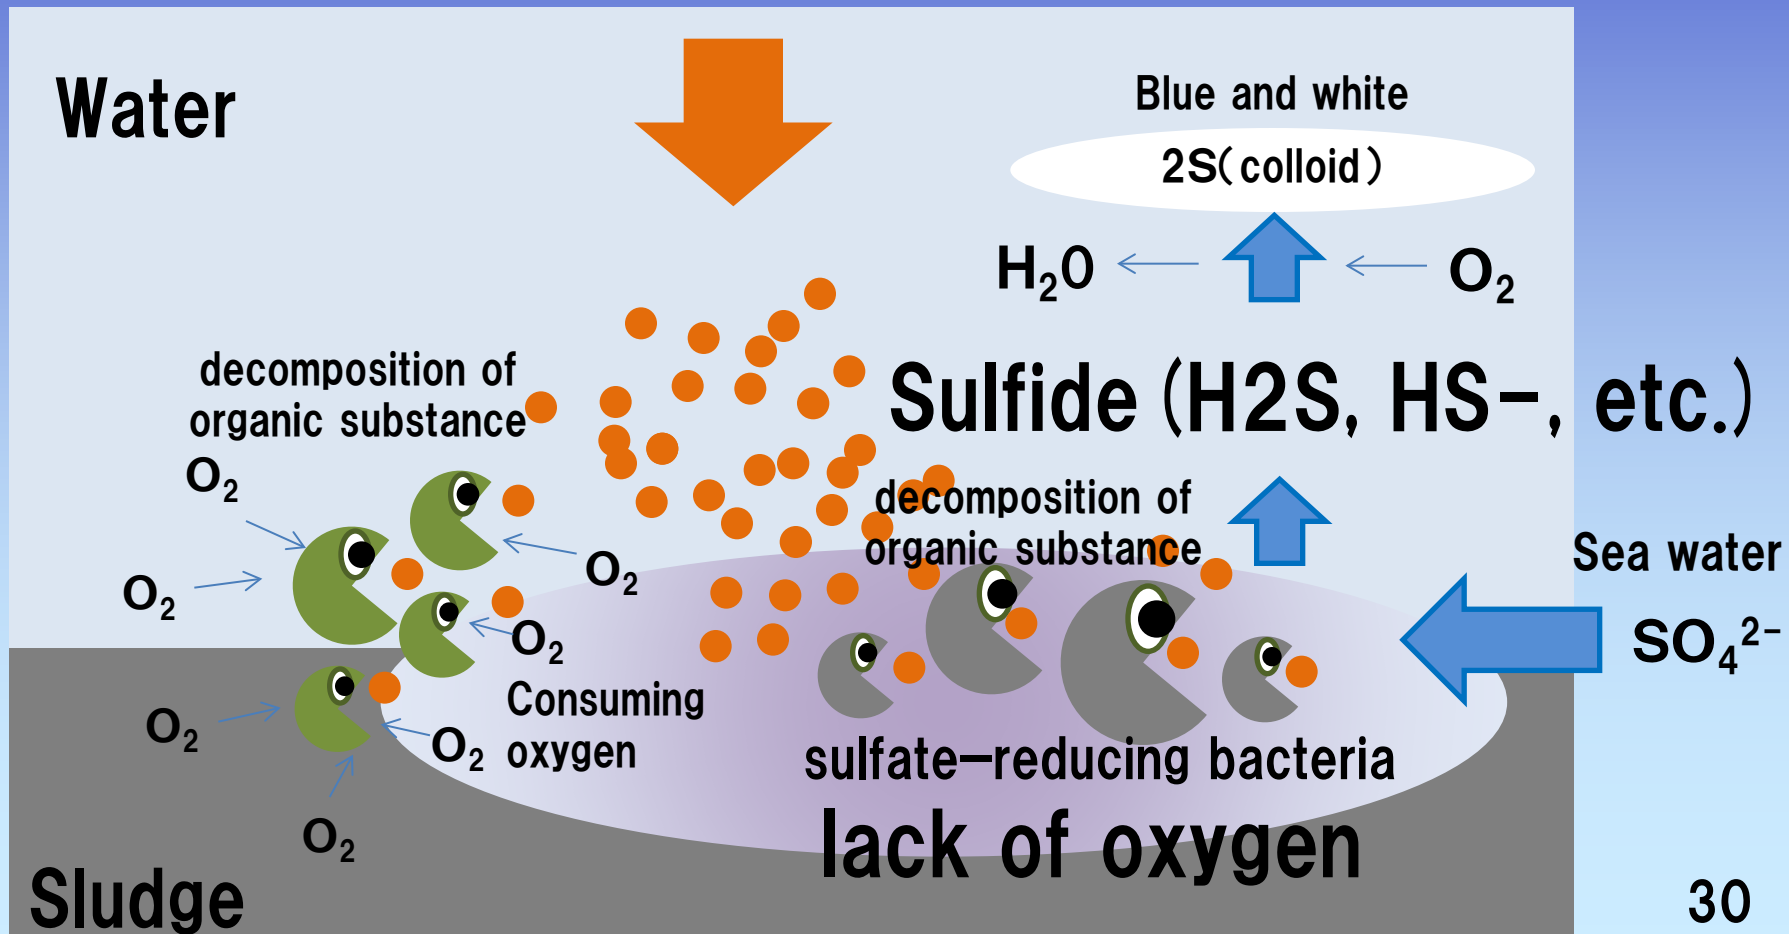 Water
Blue and white
2S(colloid)
H₂O
O₂
decomposition of
organic substance
Sulfide (H2S, HS−, etc.)
O₂
O₂
O₂
O₂
decomposition of
organic substance
Sea water
SO₄²⁻
Consuming
oxygen
O₂
O₂
O₂
sulfate−reducing bacteria
lack of oxygen
Sludge
30